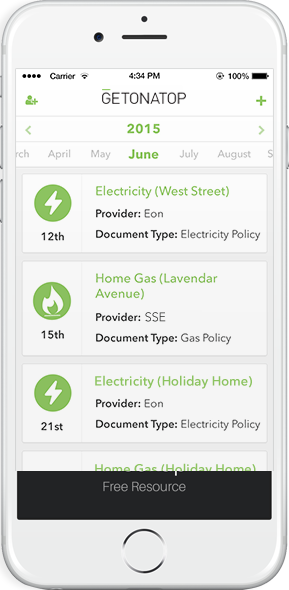 Carrier
4:34 PM
100%
GETONATOP
2015
rch April May June July August S
Electricity (West Street)
Provider: Eon
12th
Document Type: Electricity Policy
Home Gas (Lavendar
Avenue)
Provider: SSE
15th
Document Type: Gas Policy
Electricity (Holiday Home)
Provider: Eon
21st
Document Type: Electricity Policy
Home Gas (Holiday Home)
Free Resource